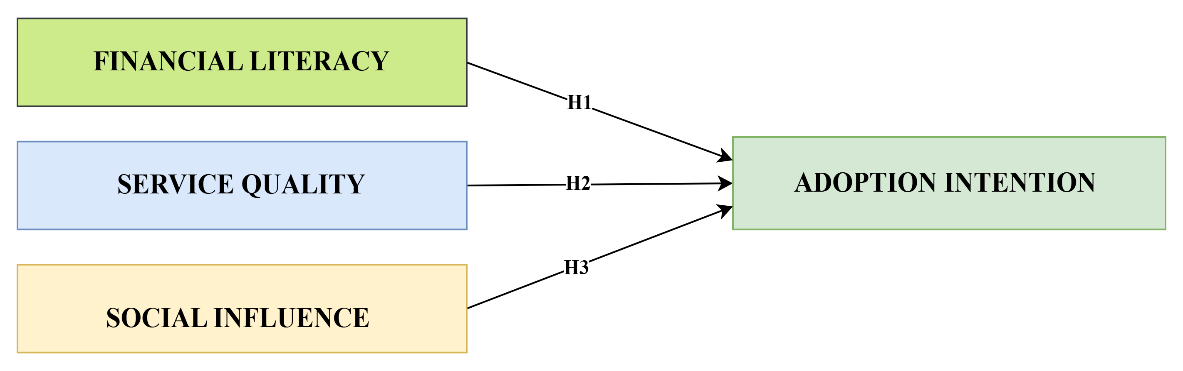 FINANCIAL LITERACY
H1
SERVICE QUALITY
H2
ADOPTION INTENTION
H3
SOCIAL INFLUENCE